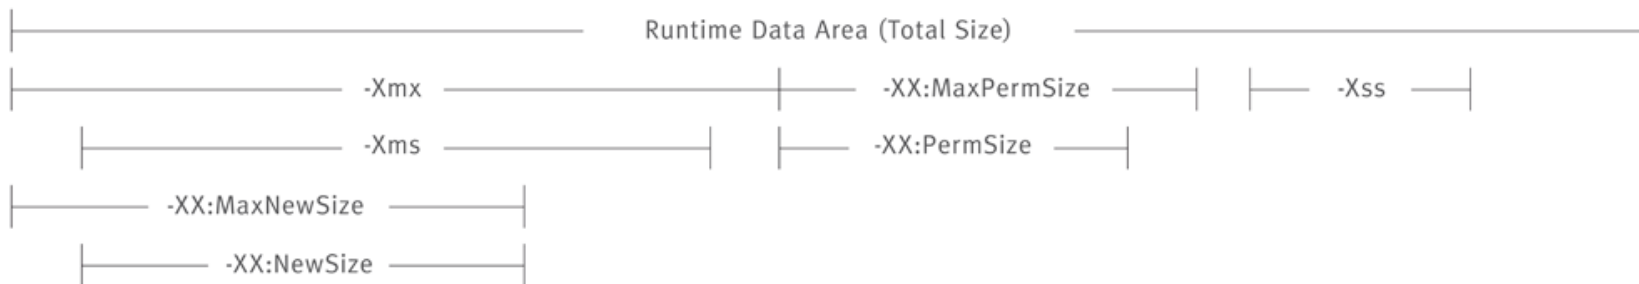 Runtime Data Area (Total Size)
-Xmx -XX:MaxPermSize -Xss
-Xms -XX:PermSize
-XX:MaxNewSize
-XX:NewSize